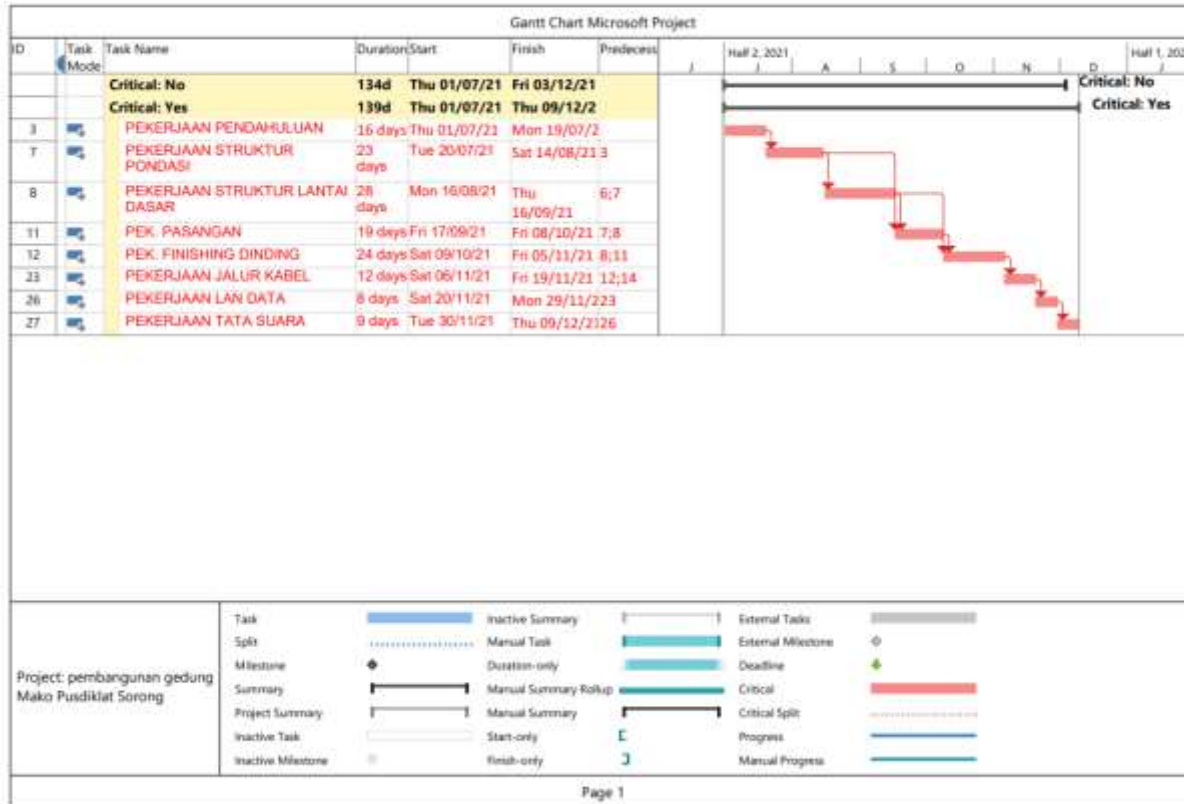 Gantt Chart Microsoft Project
ID Task Mode Task Name Duration Start Finish Predecess
Half 2, 2021 Half 1, 202
J J A S O N D J
Critical: No 134d Thu 01/07/21 Fri 03/12/21 Critical: No
Critical: Yes 139d Thu 01/07/21 Thu 09/12/2 Critical: Yes
3 PEKERJAAN PENDAHULUAN 16 days Thu 01/07/21 Mon 19/07/2
7 PEKERJAAN STRUKTUR PONDASI 23 days Tue 20/07/21 Sat 14/08/21 3
8 PEKERJAAN STRUKTUR LANTAI DASAR 28 days Mon 16/08/21 Thu 16/09/21 6;7
11 PEK. PASANGAN 19 days Fri 17/09/21 Fri 08/10/21 7;8
12 PEK. FINISHING DINDING 24 days Sat 09/10/21 Fri 05/11/21 8;11
23 PEKERJAAN JALUR KABEL 12 days Sat 06/11/21 Fri 19/11/21 12;14
26 PEKERJAAN LAN DATA 8 days Sat 20/11/21 Mon 29/11/2 23
27 PEKERJAAN TATA SUARA 9 days Tue 30/11/21 Thu 09/12/2 26
Project: pembangunan gedung
Mako Pusdiklat Sorong
Task Inactive Summary External Tasks
Split Manual Task External Milestone
Milestone Duration-only Deadline
Summary Manual Summary Rollup Critical
Project Summary Manual Summary Critical Split
Inactive Task Start-only Progress
Inactive Milestone Finish-only Manual Progress
Page 1